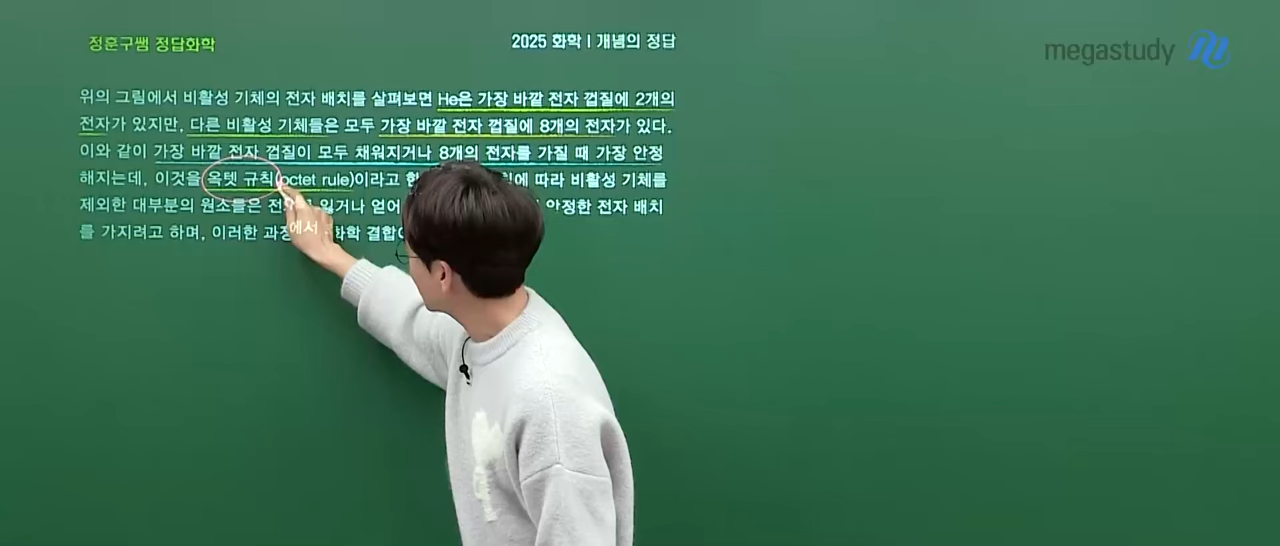 정훈구쌤 정답화학
2025 화학 I 개념의 정답
megastudy
위의 그림에서 비활성 기체의 전자 배치를 살펴보면 He은 가장 바깥 전자 껍질에 2개의
전자가 있지만, 다른 비활성 기체들은 모두 가장 바깥 전자 껍질에 8개의 전자가 있다.
이와 같이 가장 바깥 전자 껍질이 모두 채워지거나 8개의 전자를 가질 때 가장 안정
해지는데, 이것을 옥텟 규칙(octet rule)이라고 따라 비활성 기체를
제외한 대부분의 원소들은 잃거나 얻어 안정한 전자 배치
를 가지려고 하며, 이러한 과정에서 화학